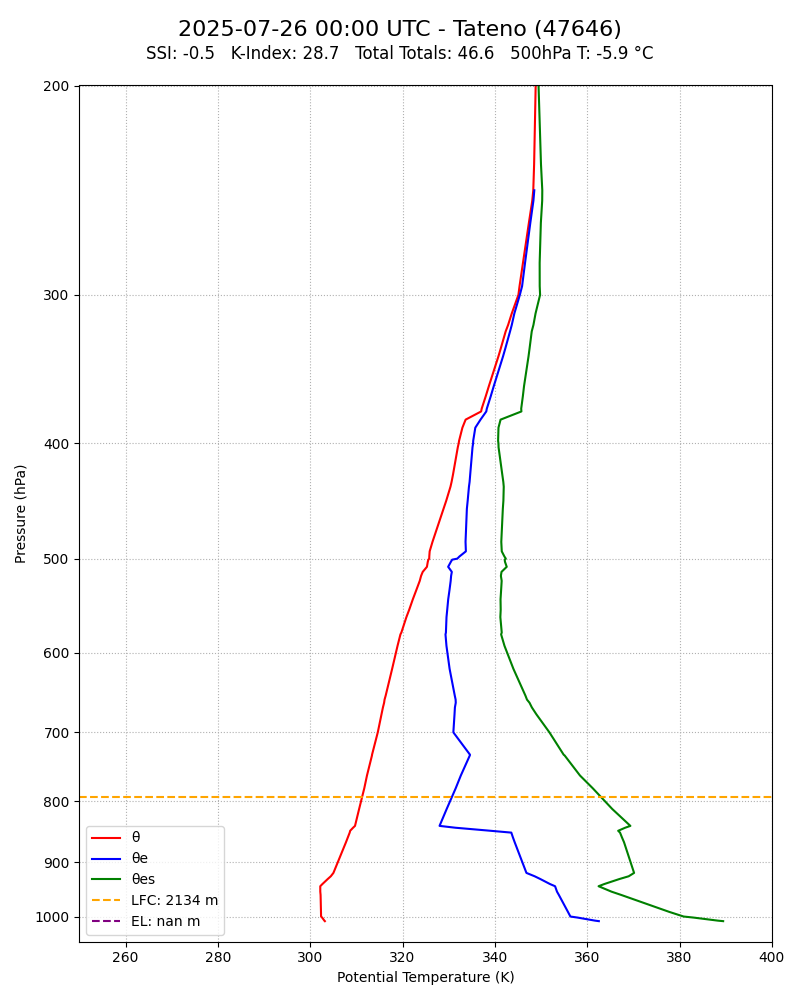 2025-07-26 00:00 UTC - Tateno (47646)
SSI: -0.5   K-Index: 28.7   Total Totals: 46.6   500hPa T: -5.9 °C
200
300
400
500
600
700
800
900
1000
Pressure (hPa)
θ
θe
θes
LFC: 2134 m
EL: nan m
260 280 300 320 340 360 380 400
Potential Temperature (K)